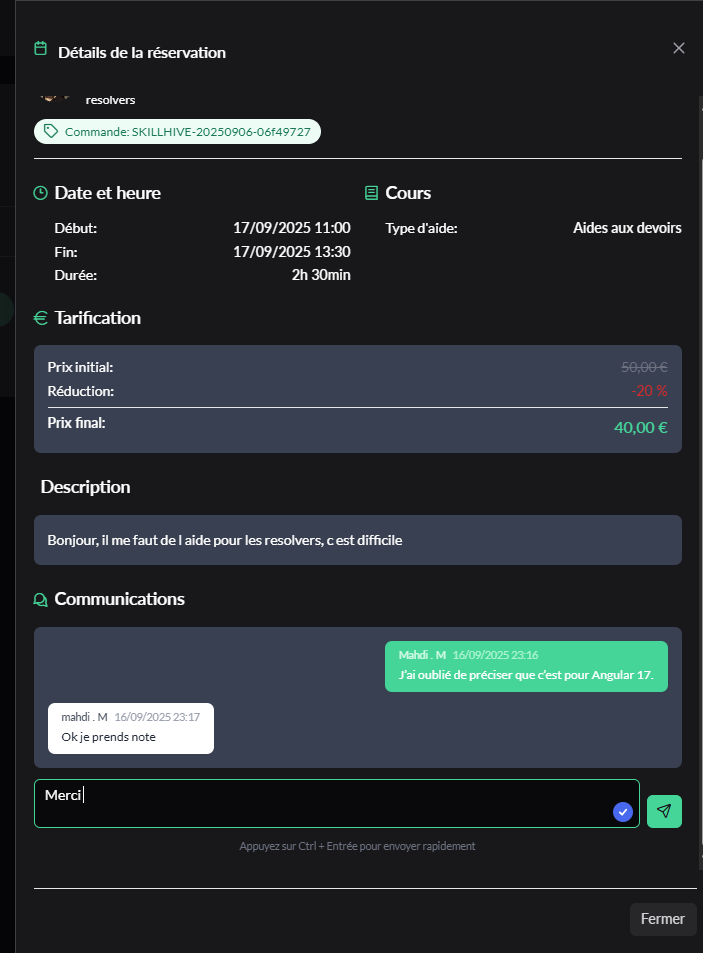 Détails de la réservation
resolvers
Commande: SKILLHIVE-20250906-06f49727
Date et heure
Début: 17/09/2025 11:00
Fin: 17/09/2025 13:30
Durée: 2h 30min
Cours
Type d'aide: Aides aux devoirs
Tarification
Prix initial: 50,00 €
Réduction: -20 %
Prix final: 40,00 €
Description
Bonjour, il me faut de l aide pour les resolvers, c est difficile
Communications
Mahdi . M 16/09/2025 23:16
J'ai oublié de préciser que c'est pour Angular 17.
mahdi . M 16/09/2025 23:17
Ok je prends note
Merci
Appuyez sur Ctrl + Entrée pour envoyer rapidement
Fermer